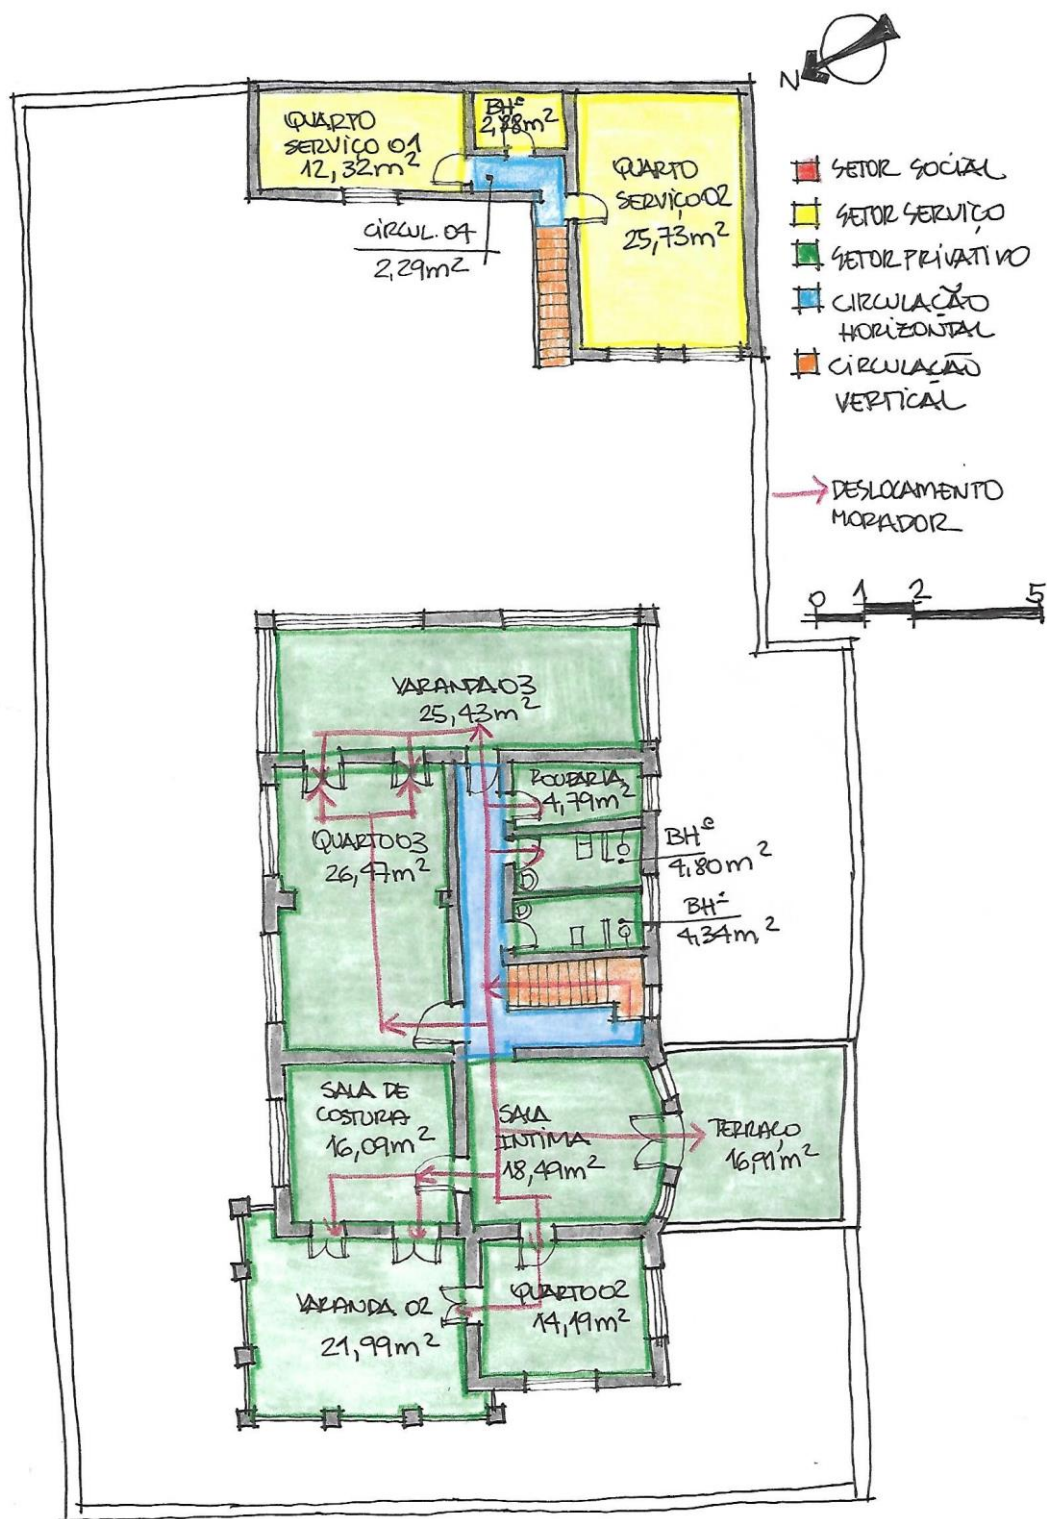 N
QUARTO
SERVIÇO 01
12,32m²
BHº
2,88m²
QUARTO
SERVIÇO 02
25,73m²
CIRCUL. 04
2,29m²
SETOR SOCIAL
SETOR SERVIÇO
SETOR PRIVATIVO
CIRCULAÇÃO
HORIZONTAL
CIRCULAÇÃO
VERTICAL
DESLOCAMENTO
MORADOR
0 1 2 5
VARANDA 03
25,43m²
ROUPARIA
4,79m²
QUARTO 03
26,47m²
BHº
4,80m²
BHº
4,34m²
SALA DE
COSTURA
16,09m²
SALA
INTIMA
18,49m²
TERRAÇO
16,91m²
VARANDA 02
21,99m²
QUARTO 02
14,19m²